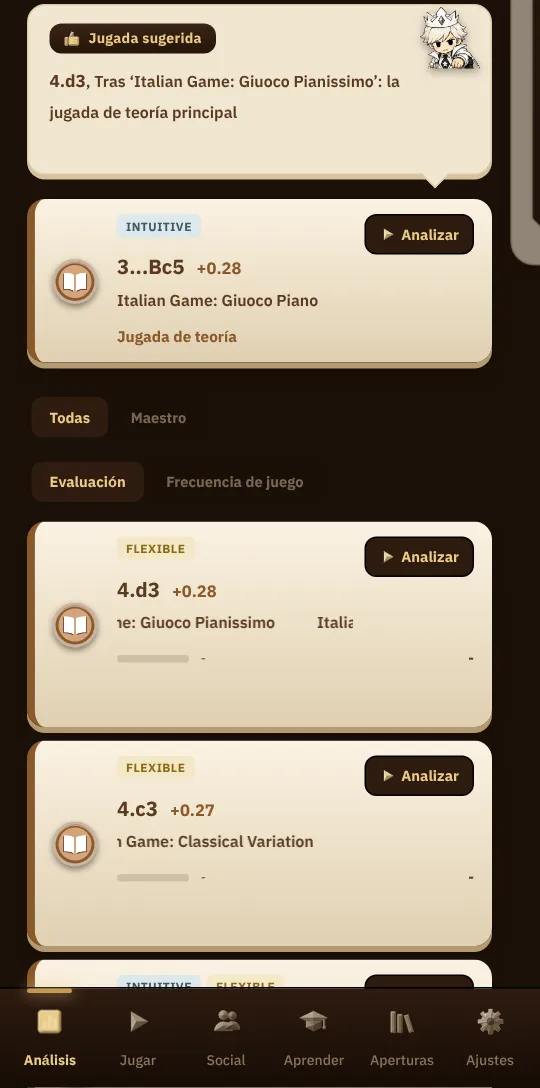 Jugada sugerida
4.d3, Tras ‘Italian Game: Giuoco Pianissimo’: la
jugada de teoría principal
INTUITIVE
Analizar
3...Bc5 +0.28
Italian Game: Giuoco Piano
Jugada de teoría
Todas Maestro
Evaluación Frecuencia de juego
FLEXIBLE
Analizar
4.d3 +0.28
Giuoco Pianissimo
- -
FLEXIBLE
Analizar
4.c3 +0.27
Game: Classical Variation
- -
INTUITIVE FLEXIBLE
Análisis Jugar Social Aprender Aperturas Ajustes